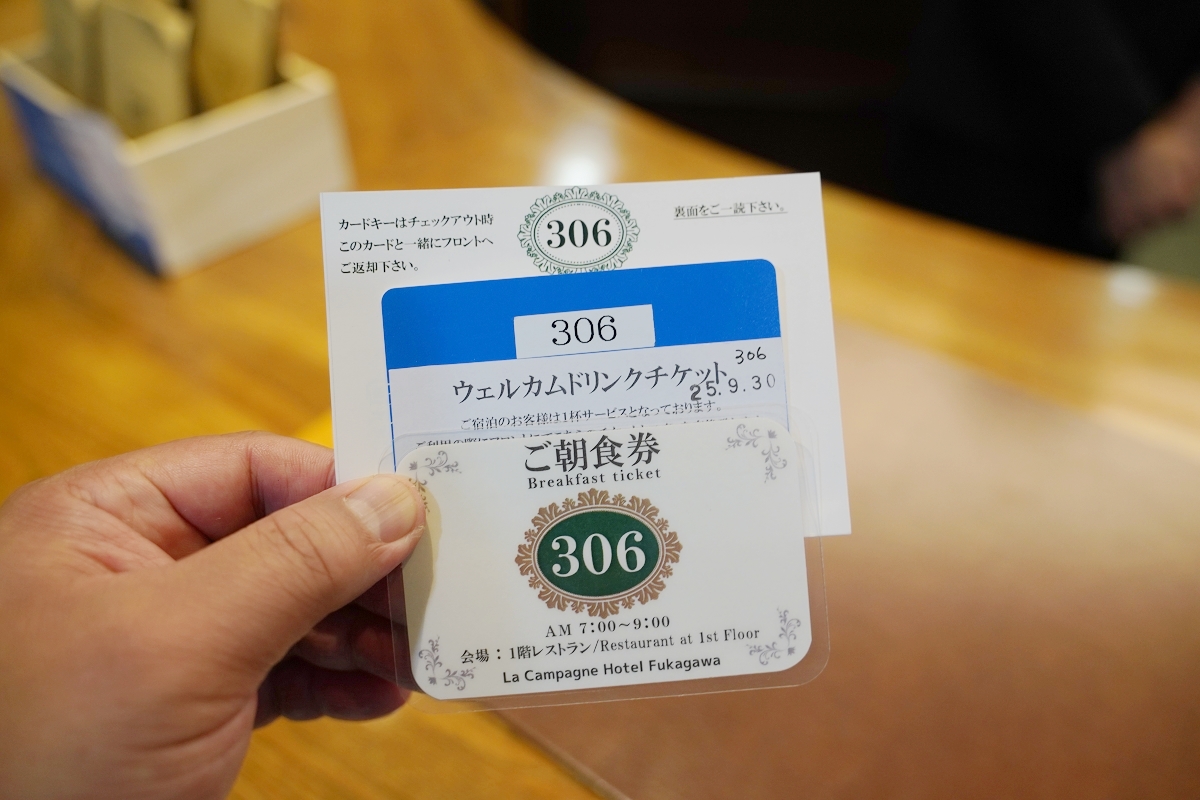 カードキーはチェックアウト時
このカードと一緒にフロントへ
ご返却下さい。
306
裏面をご一読下さい。
306
306
ウェルカムドリンクチケット
25.9.30
ご宿泊のお客様は1杯サービスとなっております。
ご朝食券
Breakfast ticket
306
AM 7:00～9:00
会場：1階レストラン/Restaurant at 1st Floor
La Campagne Hotel Fukagawa